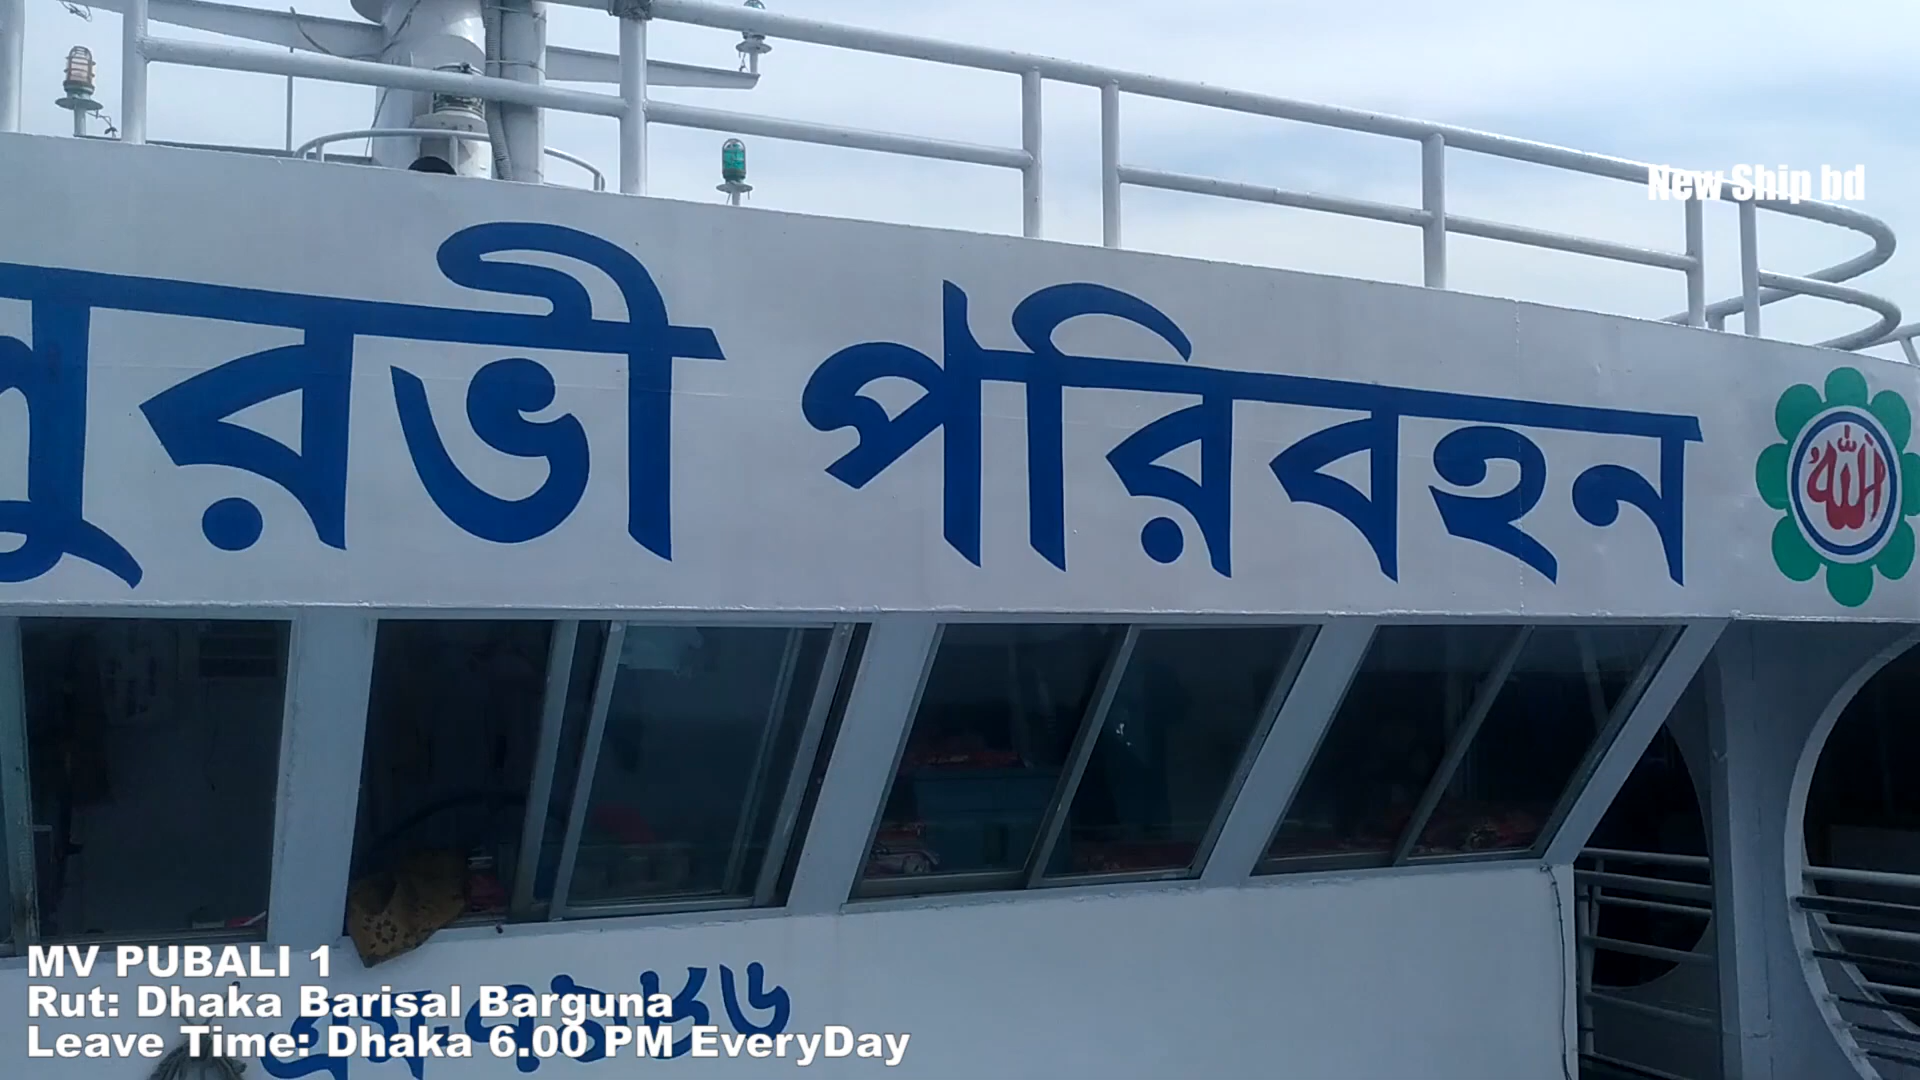 New Ship bd
সুরভী পরিবহন
الله
MV PUBALI 1
Rut: Dhaka Barisal Barguna
Leave Time: Dhaka 6.00 PM EveryDay